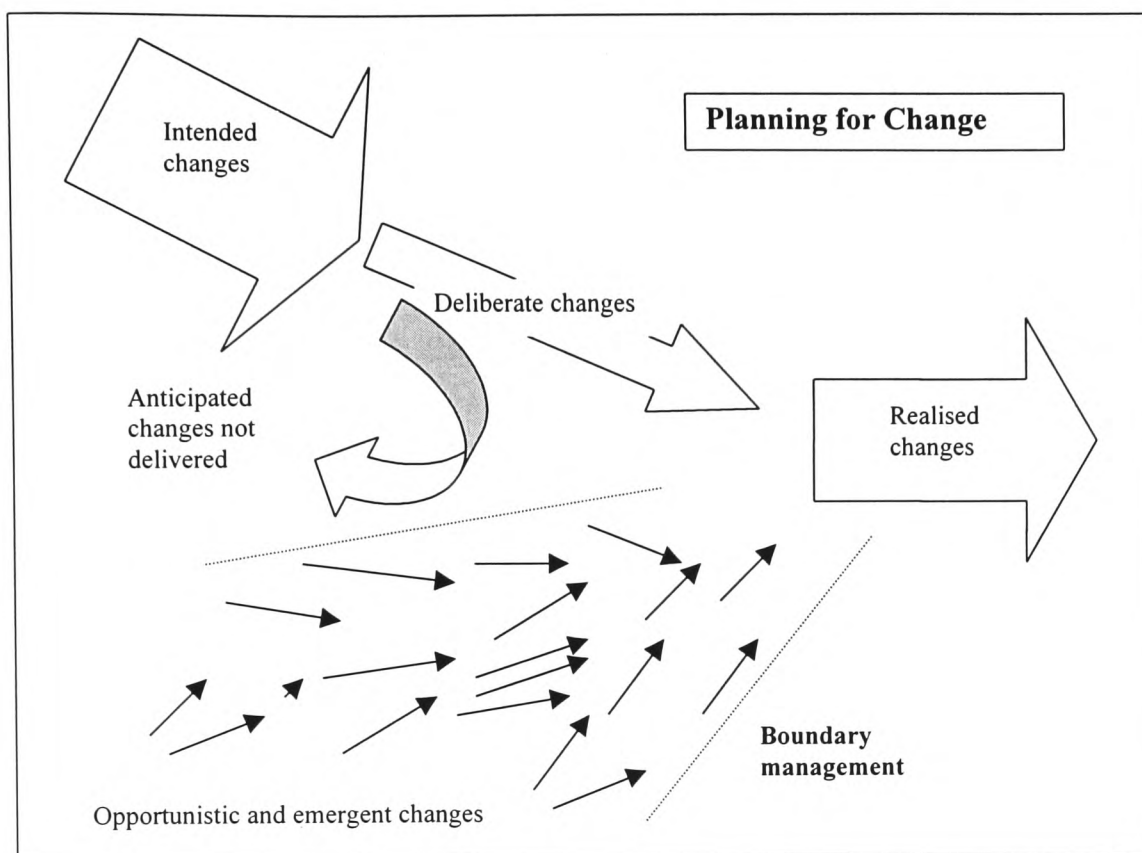 Planning for Change
Intended
changes
Deliberate changes
Anticipated
changes not
delivered
Realised
changes
Boundary
management
Opportunistic and emergent changes